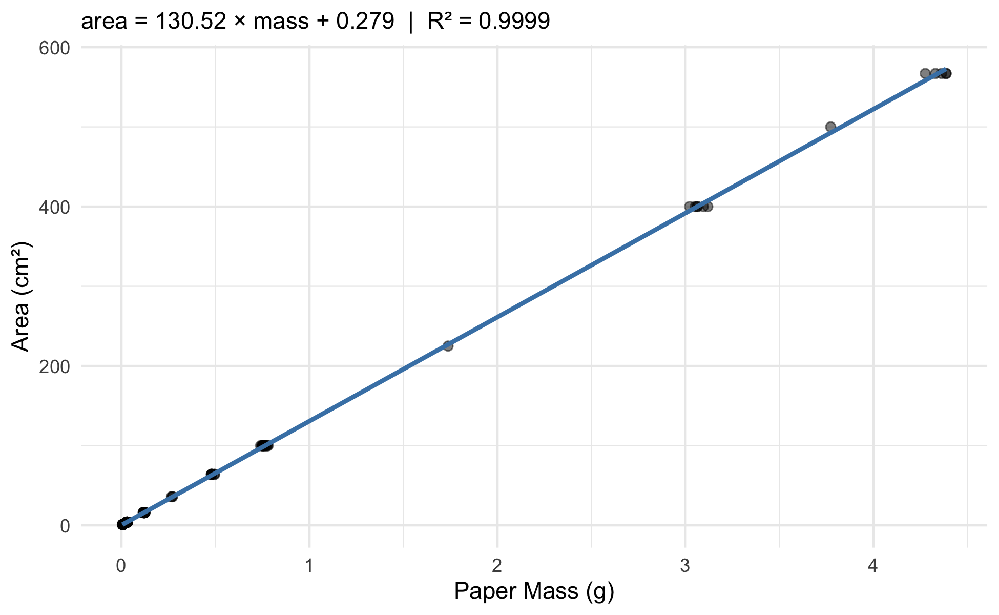 area = 130.52 × mass + 0.279 | R² = 0.9999
600
400
200
0
Area (cm²)
0 1 2 3 4
Paper Mass (g)